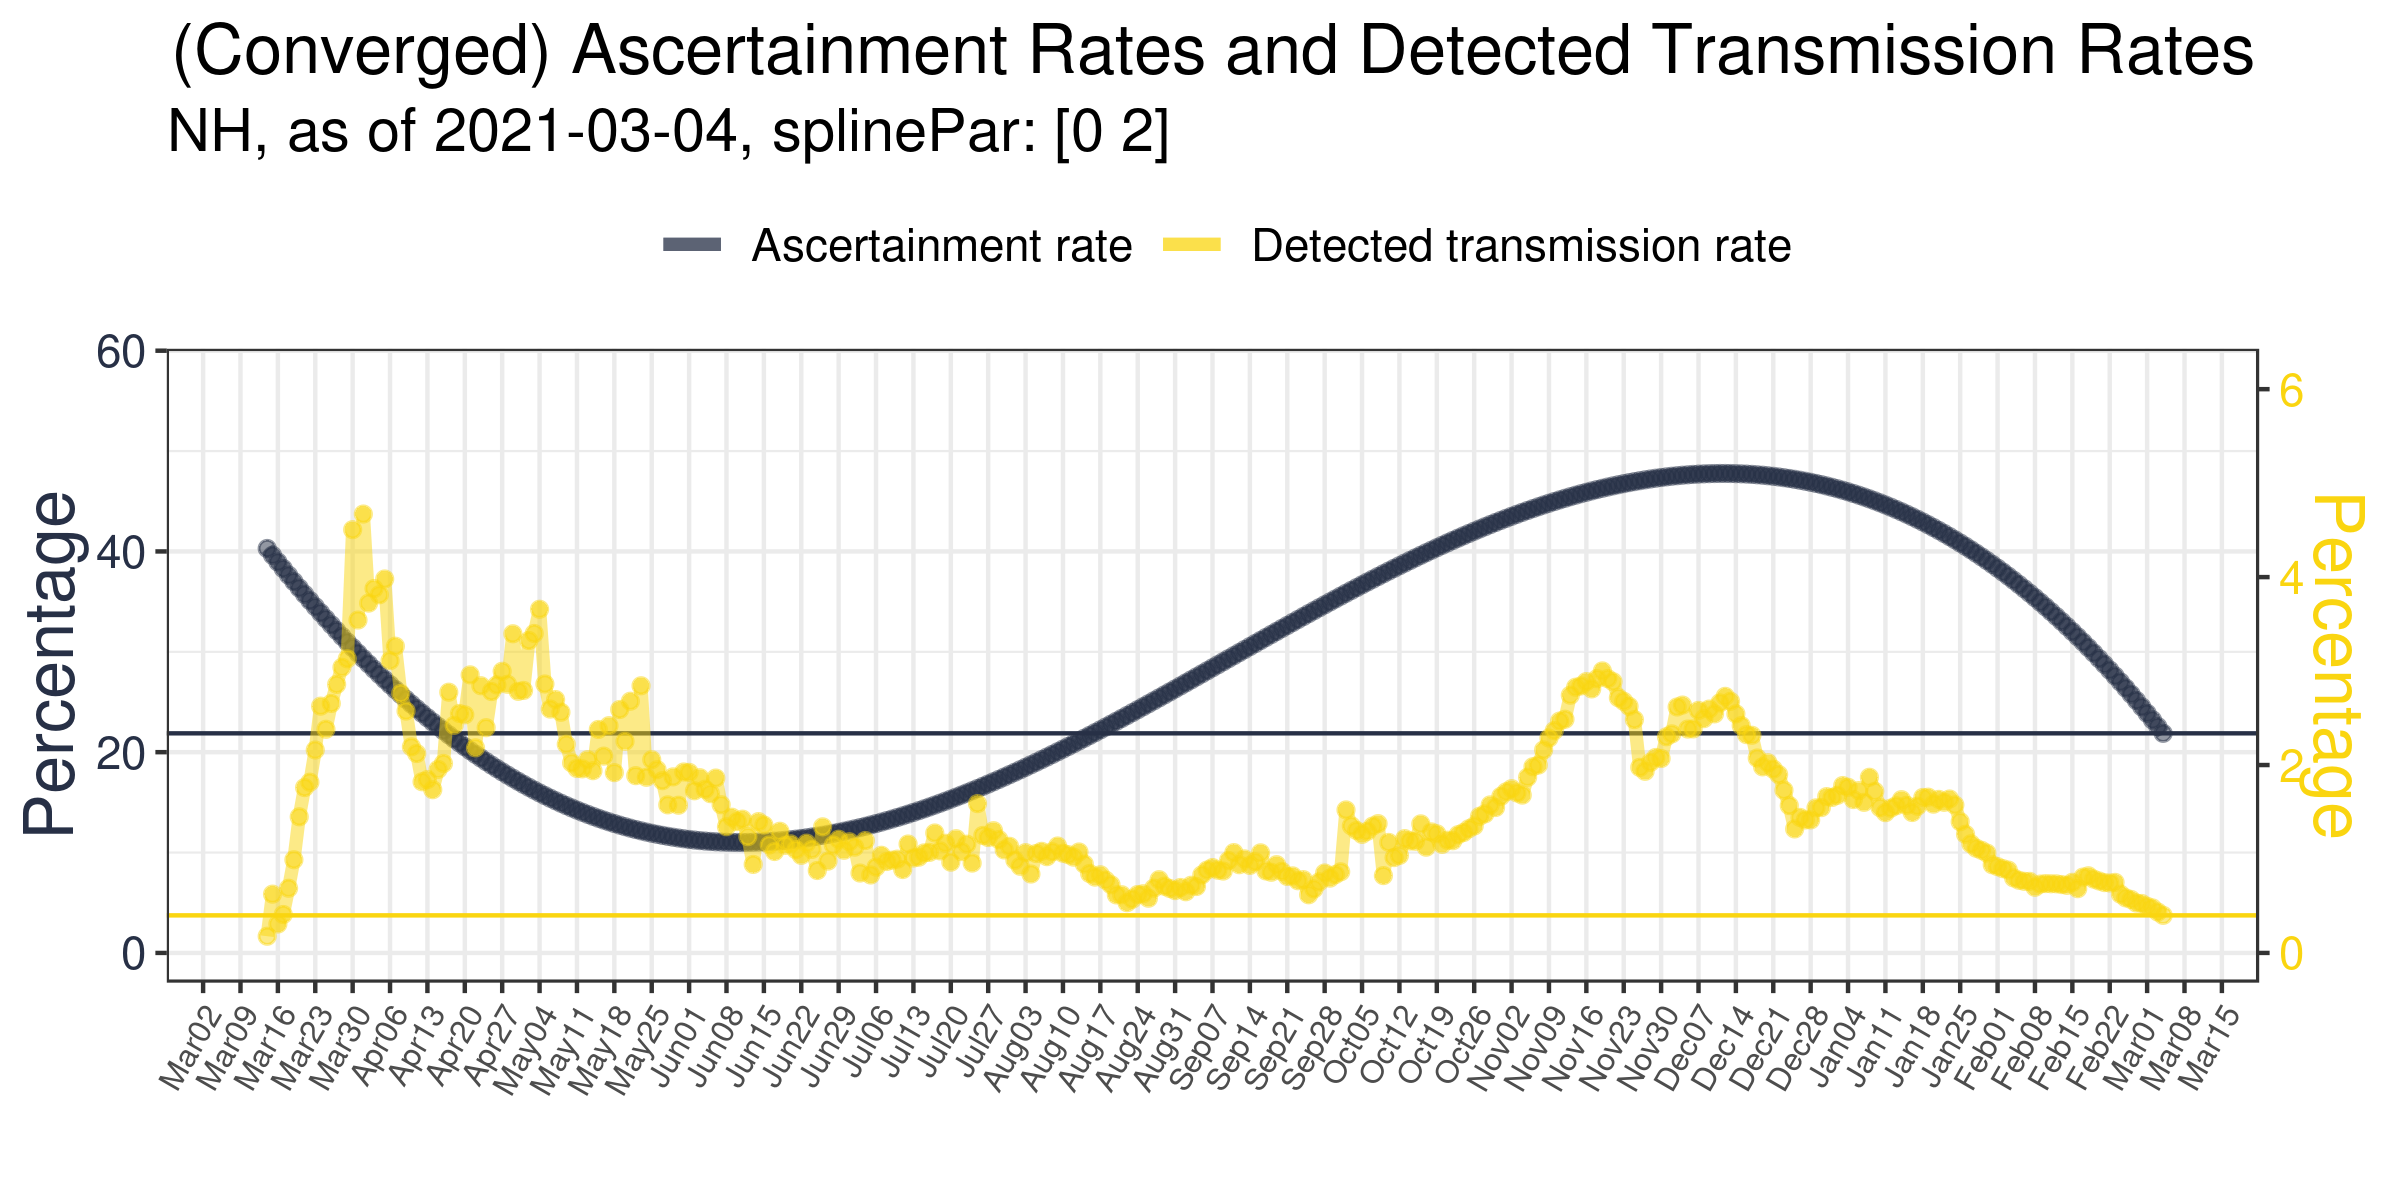 (Converged) Ascertainment Rates and Detected Transmission Rates
NH, as of 2021-03-04, splinePar: [0 2]
Ascertainment rate
Detected transmission rate
Percentage
60
40
20
0
6
4
2
0
Percentage
Mar02
Mar09
Mar16
Mar23
Mar30
Apr06
Apr13
Apr20
Apr27
May04
May11
May18
May25
Jun01
Jun08
Jun15
Jun22
Jun29
Jul06
Jul13
Jul20
Jul27
Aug03
Aug10
Aug17
Aug24
Aug31
Sep07
Sep14
Sep21
Sep28
Oct05
Oct12
Oct19
Oct26
Nov02
Nov09
Nov16
Nov23
Nov30
Dec07
Dec14
Dec21
Dec28
Jan04
Jan11
Jan18
Jan25
Feb01
Feb08
Feb15
Feb22
Mar01
Mar08
Mar15